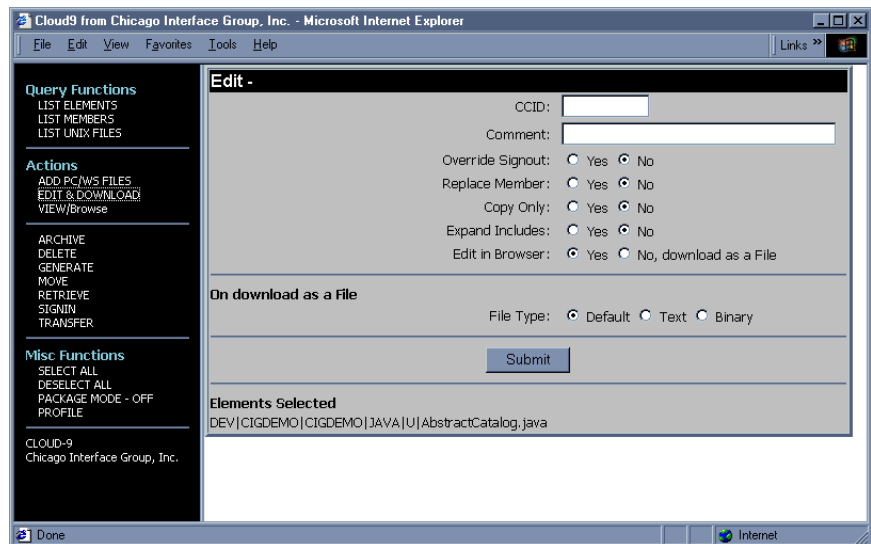 Cloud9 from Chicago Interface Group, Inc. - Microsoft Internet Explorer
File Edit View Favorites Tools Help
Links »
Query Functions
LIST ELEMENTS
LIST MEMBERS
LIST UNIX FILES
Actions
ADD PC/WS FILES
EDIT & DOWNLOAD
VIEW/Browse
ARCHIVE
DELETE
GENERATE
MOVE
RETRIEVE
SIGNIN
TRANSFER
Misc Functions
SELECT ALL
DESELECT ALL
PACKAGE MODE - OFF
PROFILE
CLOUD-9
Chicago Interface Group, Inc.
Edit -
CCID:
Comment:
Override Signout: Yes No
Replace Member: Yes No
Copy Only: Yes No
Expand Includes: Yes No
Edit in Browser: Yes No, download as a File
On download as a File
File Type: Default Text Binary
Submit
Elements Selected
DEV|CIGDEMO|CIGDEMO|JAVA|U|AbstractCatalog.java
Done
Internet